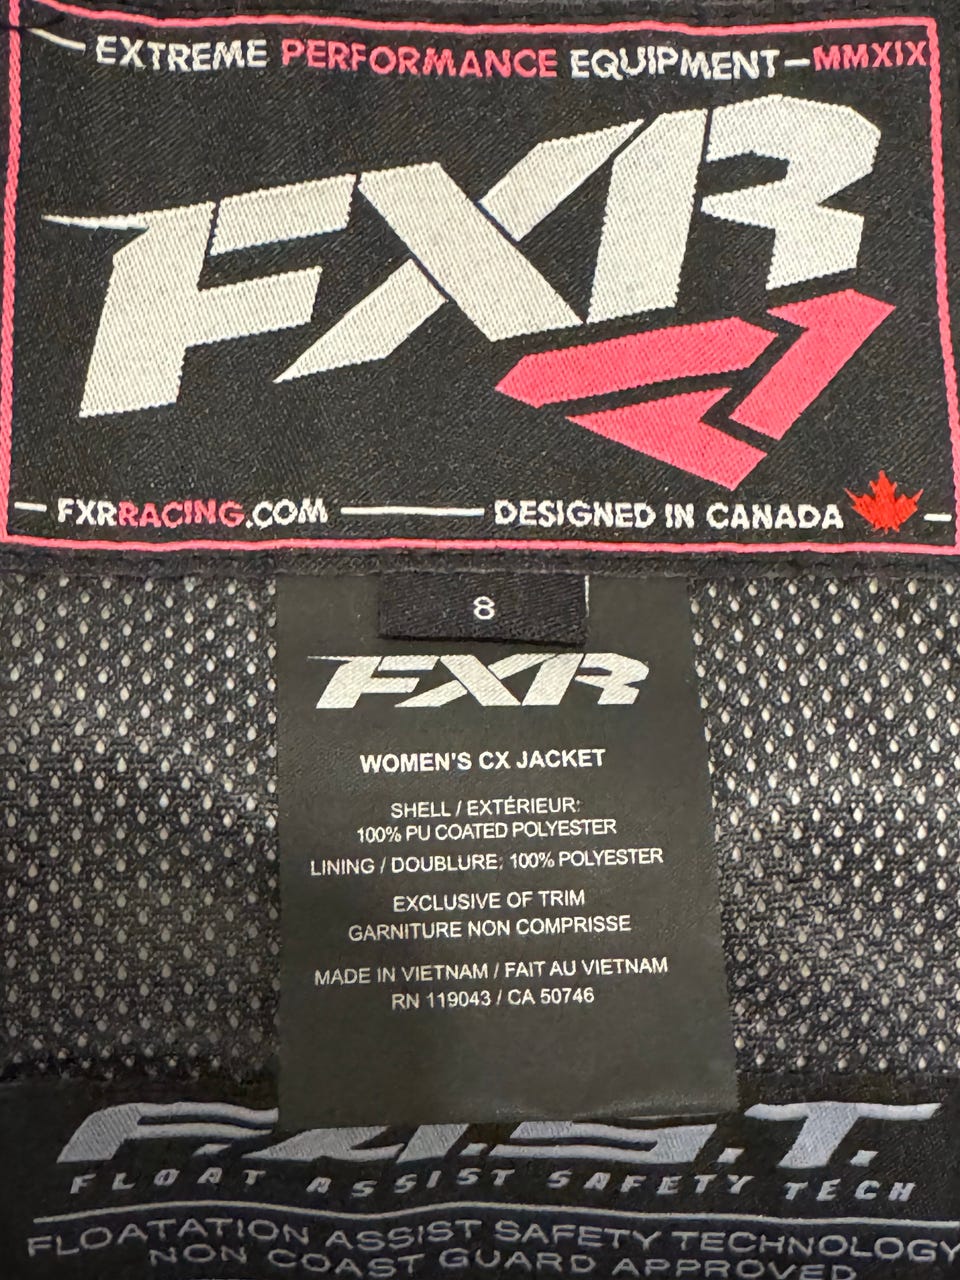 EXTREME PERFORMANCE EQUIPMENT—MMXIX
FXR
FXRRACING.COM — DESIGNED IN CANADA
8
FXR
WOMEN'S CX JACKET
SHELL / EXTÉRIEUR:
100% PU COATED POLYESTER
LINING / DOUBLURE: 100% POLYESTER
EXCLUSIVE OF TRIM
GARNITURE NON COMPRISSE
MADE IN VIETNAM / FAIT AU VIETNAM
RN 119043 / CA 50746
F.A.S.T.
FLOAT ASSIST SAFETY TECH
FLOATATION ASSIST SAFETY TECHNOLOGY
NON COAST GUARD APPROVED